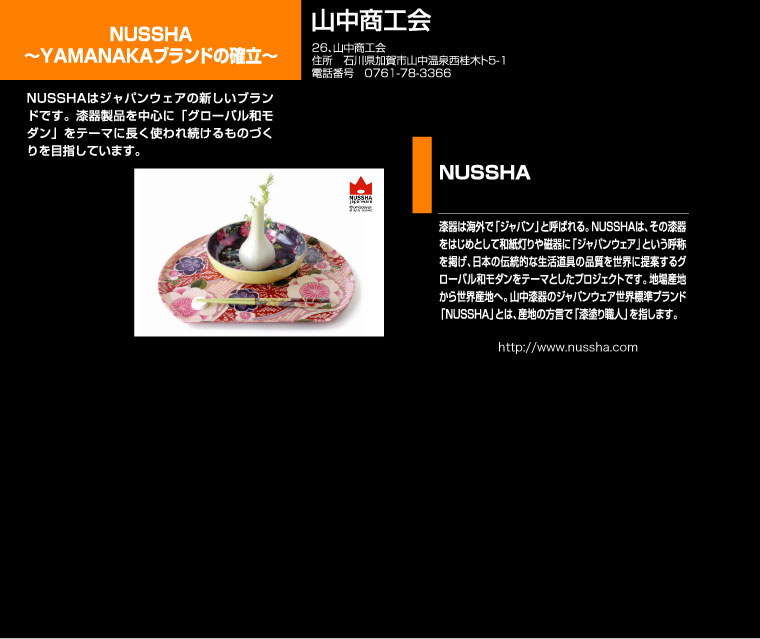 NUSSHA
～YAMANAKAブランドの確立～
山中商工会
26、山中商工会
住所　石川県加賀市山中温泉西桂木ト5-1
電話番号　0761-78-3366
NUSSHAはジャパンウェアの新しいブラン
ドです。漆器製品を中心に「グローバル和モ
ダン」をテーマに長く使われ続けるものづく
りを目指しています。
NUSSHA
japanware
NUSSHA
漆器は海外で「ジャパン」と呼ばれる。NUSSHAは、その漆器
をはじめとして和紙灯りや磁器に「ジャパンウェア」という呼称
を掲げ、日本の伝統的な生活道具の品質を世界に提案するグ
ローバル和モダンをテーマとしたプロジェクトです。地場産地
から世界産地へ。山中漆器のジャパンウェア世界標準ブランド
「NUSSHA」とは、産地の方言で「漆塗り職人」を指します。
http://www.nussha.com